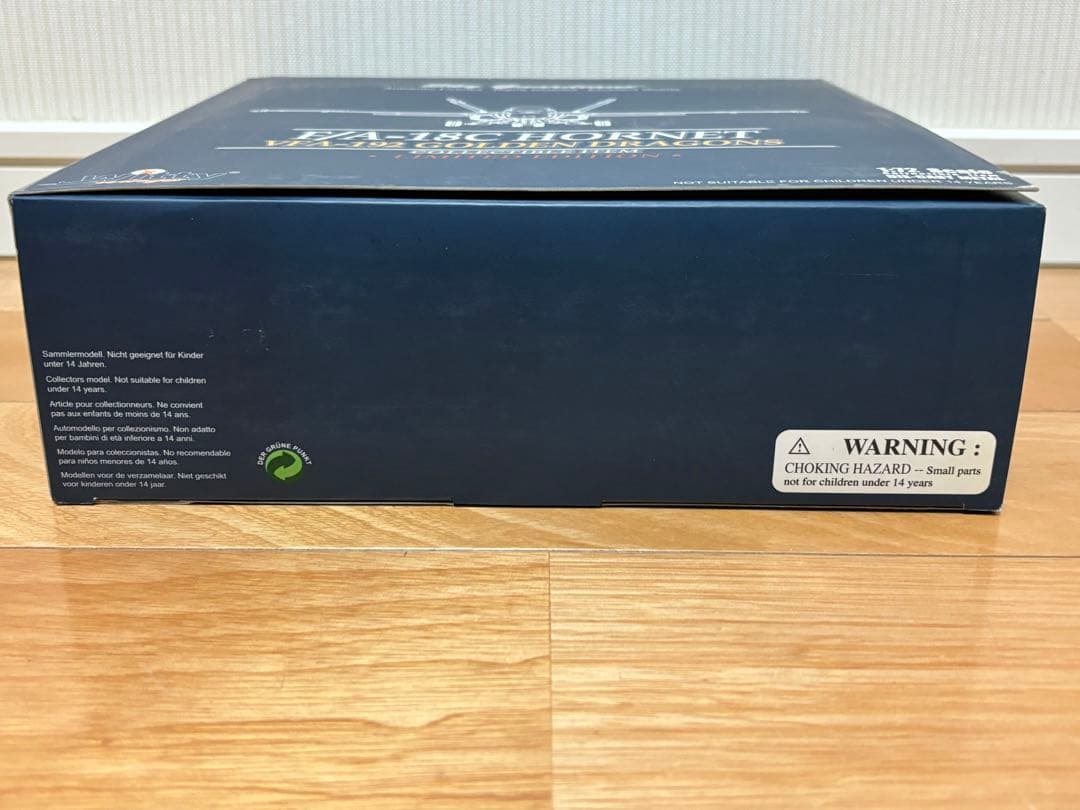 F/A-18C HORNET
VFA-192 GOLDEN DRAGONS
COLLECTIBLE ITEM
• LIMITED EDITION •
NOT SUITABLE FOR CHILDREN UNDER 14 YEARS
Sammlermodell. Nicht geeignet für Kinder
unter 14 Jahren.
Collectors model. Not suitable for children
under 14 years.
Article pour collectionneurs. Ne convient
pas aux enfants de moins de 14 ans.
Automodello per collezionismo. Non adatto
per bambini di età inferiore a 14 anni.
Modelo para coleccionistas. No recomendable
para niños menores de 14 años.
Modellen voor de verzamelaar. Niet geschikt
voor kinderen onder 14 jaar.
DER GRÜNE PUNKT
WARNING :
CHOKING HAZARD -- Small parts
not for children under 14 years